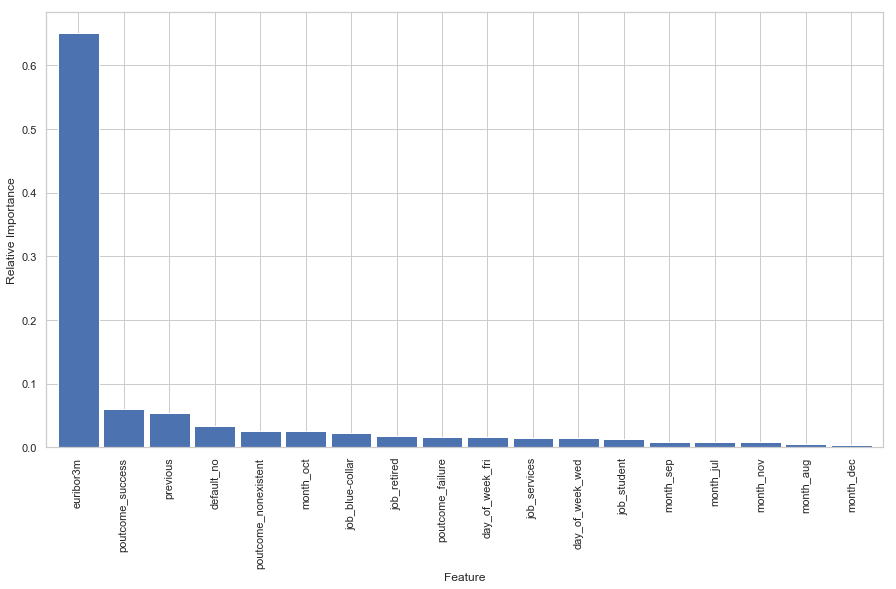 0.6
0.5
0.4
0.3
0.2
0.1
0.0
Relative Importance
euribor3m
poutcome_success
previous
default_no
poutcome_nonexistent
month_oct
job_blue-collar
job_retired
poutcome_failure
day_of_week_fri
job_services
day_of_week_wed
job_student
month_sep
month_jul
month_nov
month_aug
month_dec
Feature